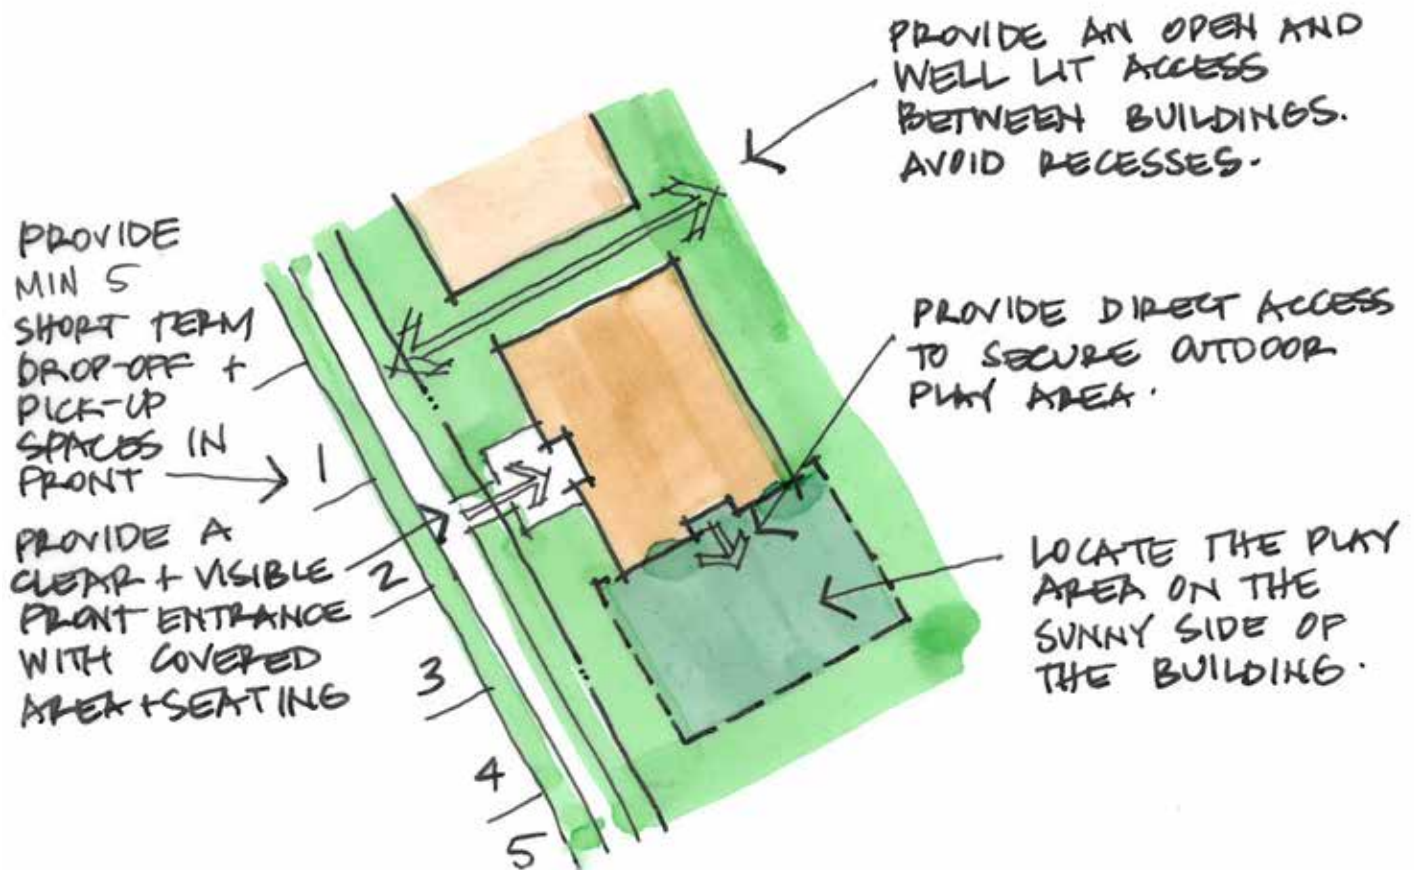 PROVIDE AN OPEN AND
WELL LIT ACCESS
BETWEEN BUILDINGS.
AVOID RECESSES.
PROVIDE
MIN 5
SHORT TERM
DROP-OFF +
PICK-UP
SPACES IN
FRONT
PROVIDE A
CLEAR + VISIBLE
FRONT ENTRANCE
WITH COVERED
AREA + SEATING
1
2
3
4
5
PROVIDE DIRECT ACCESS
TO SECURE OUTDOOR
PLAY AREA.
LOCATE THE PLAY
AREA ON THE
SUNNY SIDE OF
THE BUILDING.